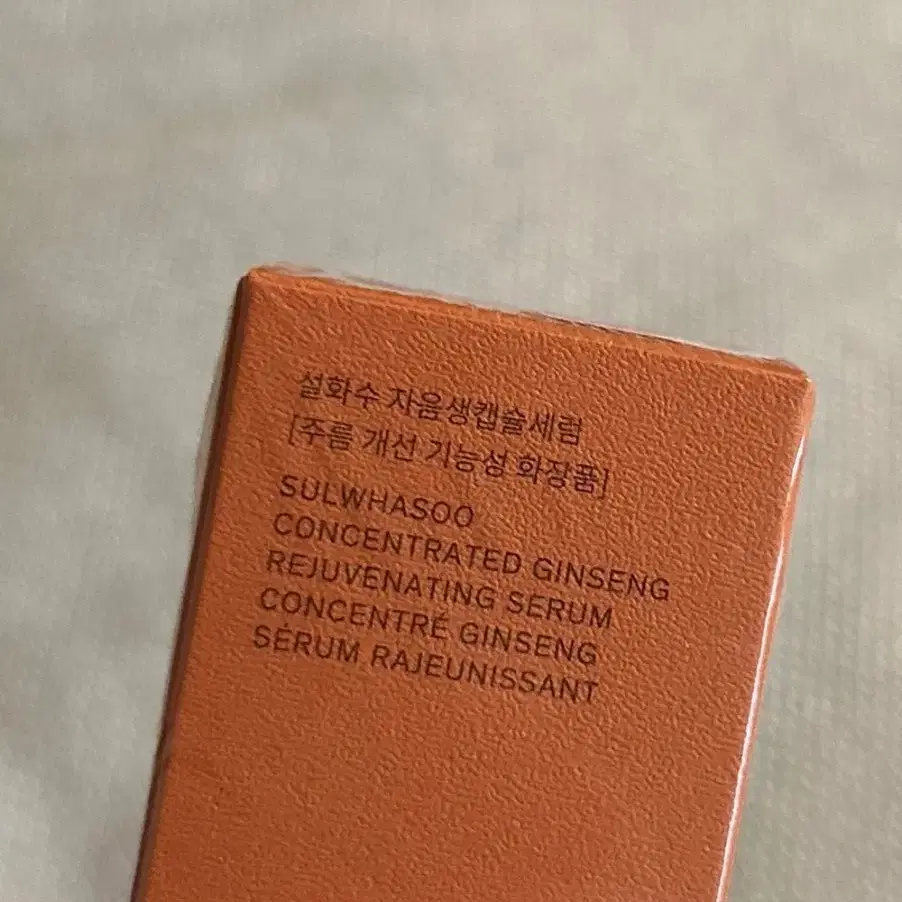 설화수 자음생캡슐세럼
[주름 개선 기능성 화장품]
SULWHASOO
CONCENTRATED GINSENG
REJUVENATING SERUM
CONCENTRÉ GINSENG
SÉRUM RAJEUNISSANT